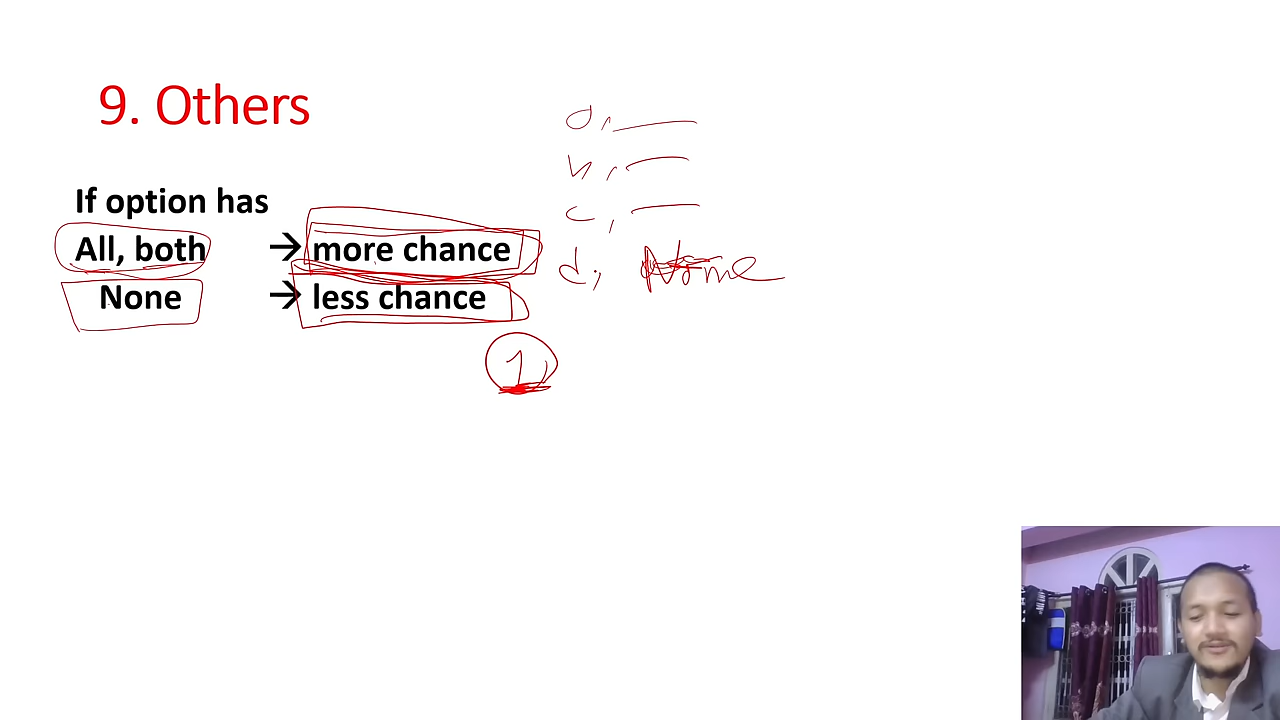 9. Others
If option has
All, both → more chance
None → less chance
a,
b,
c,
d, None
1,